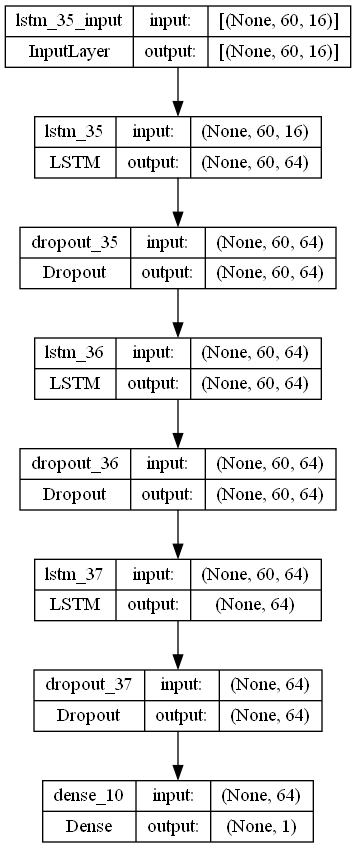 lstm_35_input input: [(None, 60, 16)]
InputLayer output: [(None, 60, 16)]
lstm_35 input: (None, 60, 16)
LSTM output: (None, 60, 64)
dropout_35 input: (None, 60, 64)
Dropout output: (None, 60, 64)
lstm_36 input: (None, 60, 64)
LSTM output: (None, 60, 64)
dropout_36 input: (None, 60, 64)
Dropout output: (None, 60, 64)
lstm_37 input: (None, 60, 64)
LSTM output: (None, 64)
dropout_37 input: (None, 64)
Dropout output: (None, 64)
dense_10 input: (None, 64)
Dense output: (None, 1)